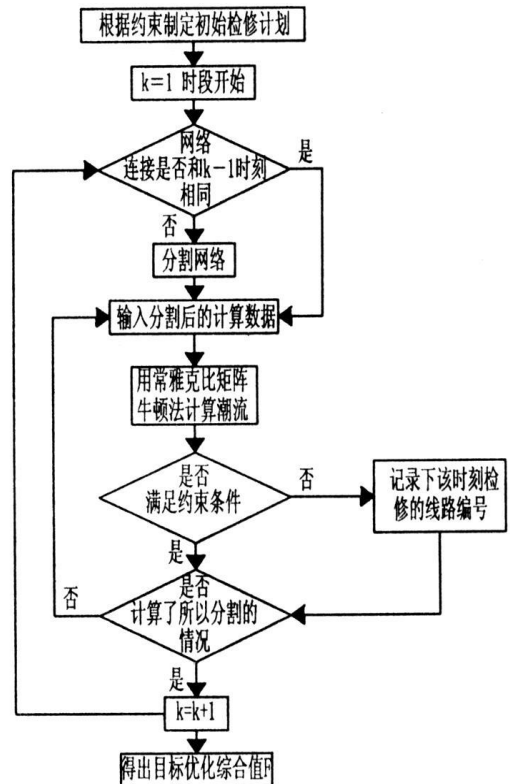 根据约束制定初始检修计划
k=1 时段开始
网络
连接是否和k-1时刻
相同
是
否
分割网络
输入分割后的计算数据
用常雅克比矩阵
牛顿法计算潮流
是否
满足约束条件
否
记录下该时刻检
修的线路编号
是
是否
计算了所以分割的
情况
否
是
k=k+1
得出目标优化综合值F